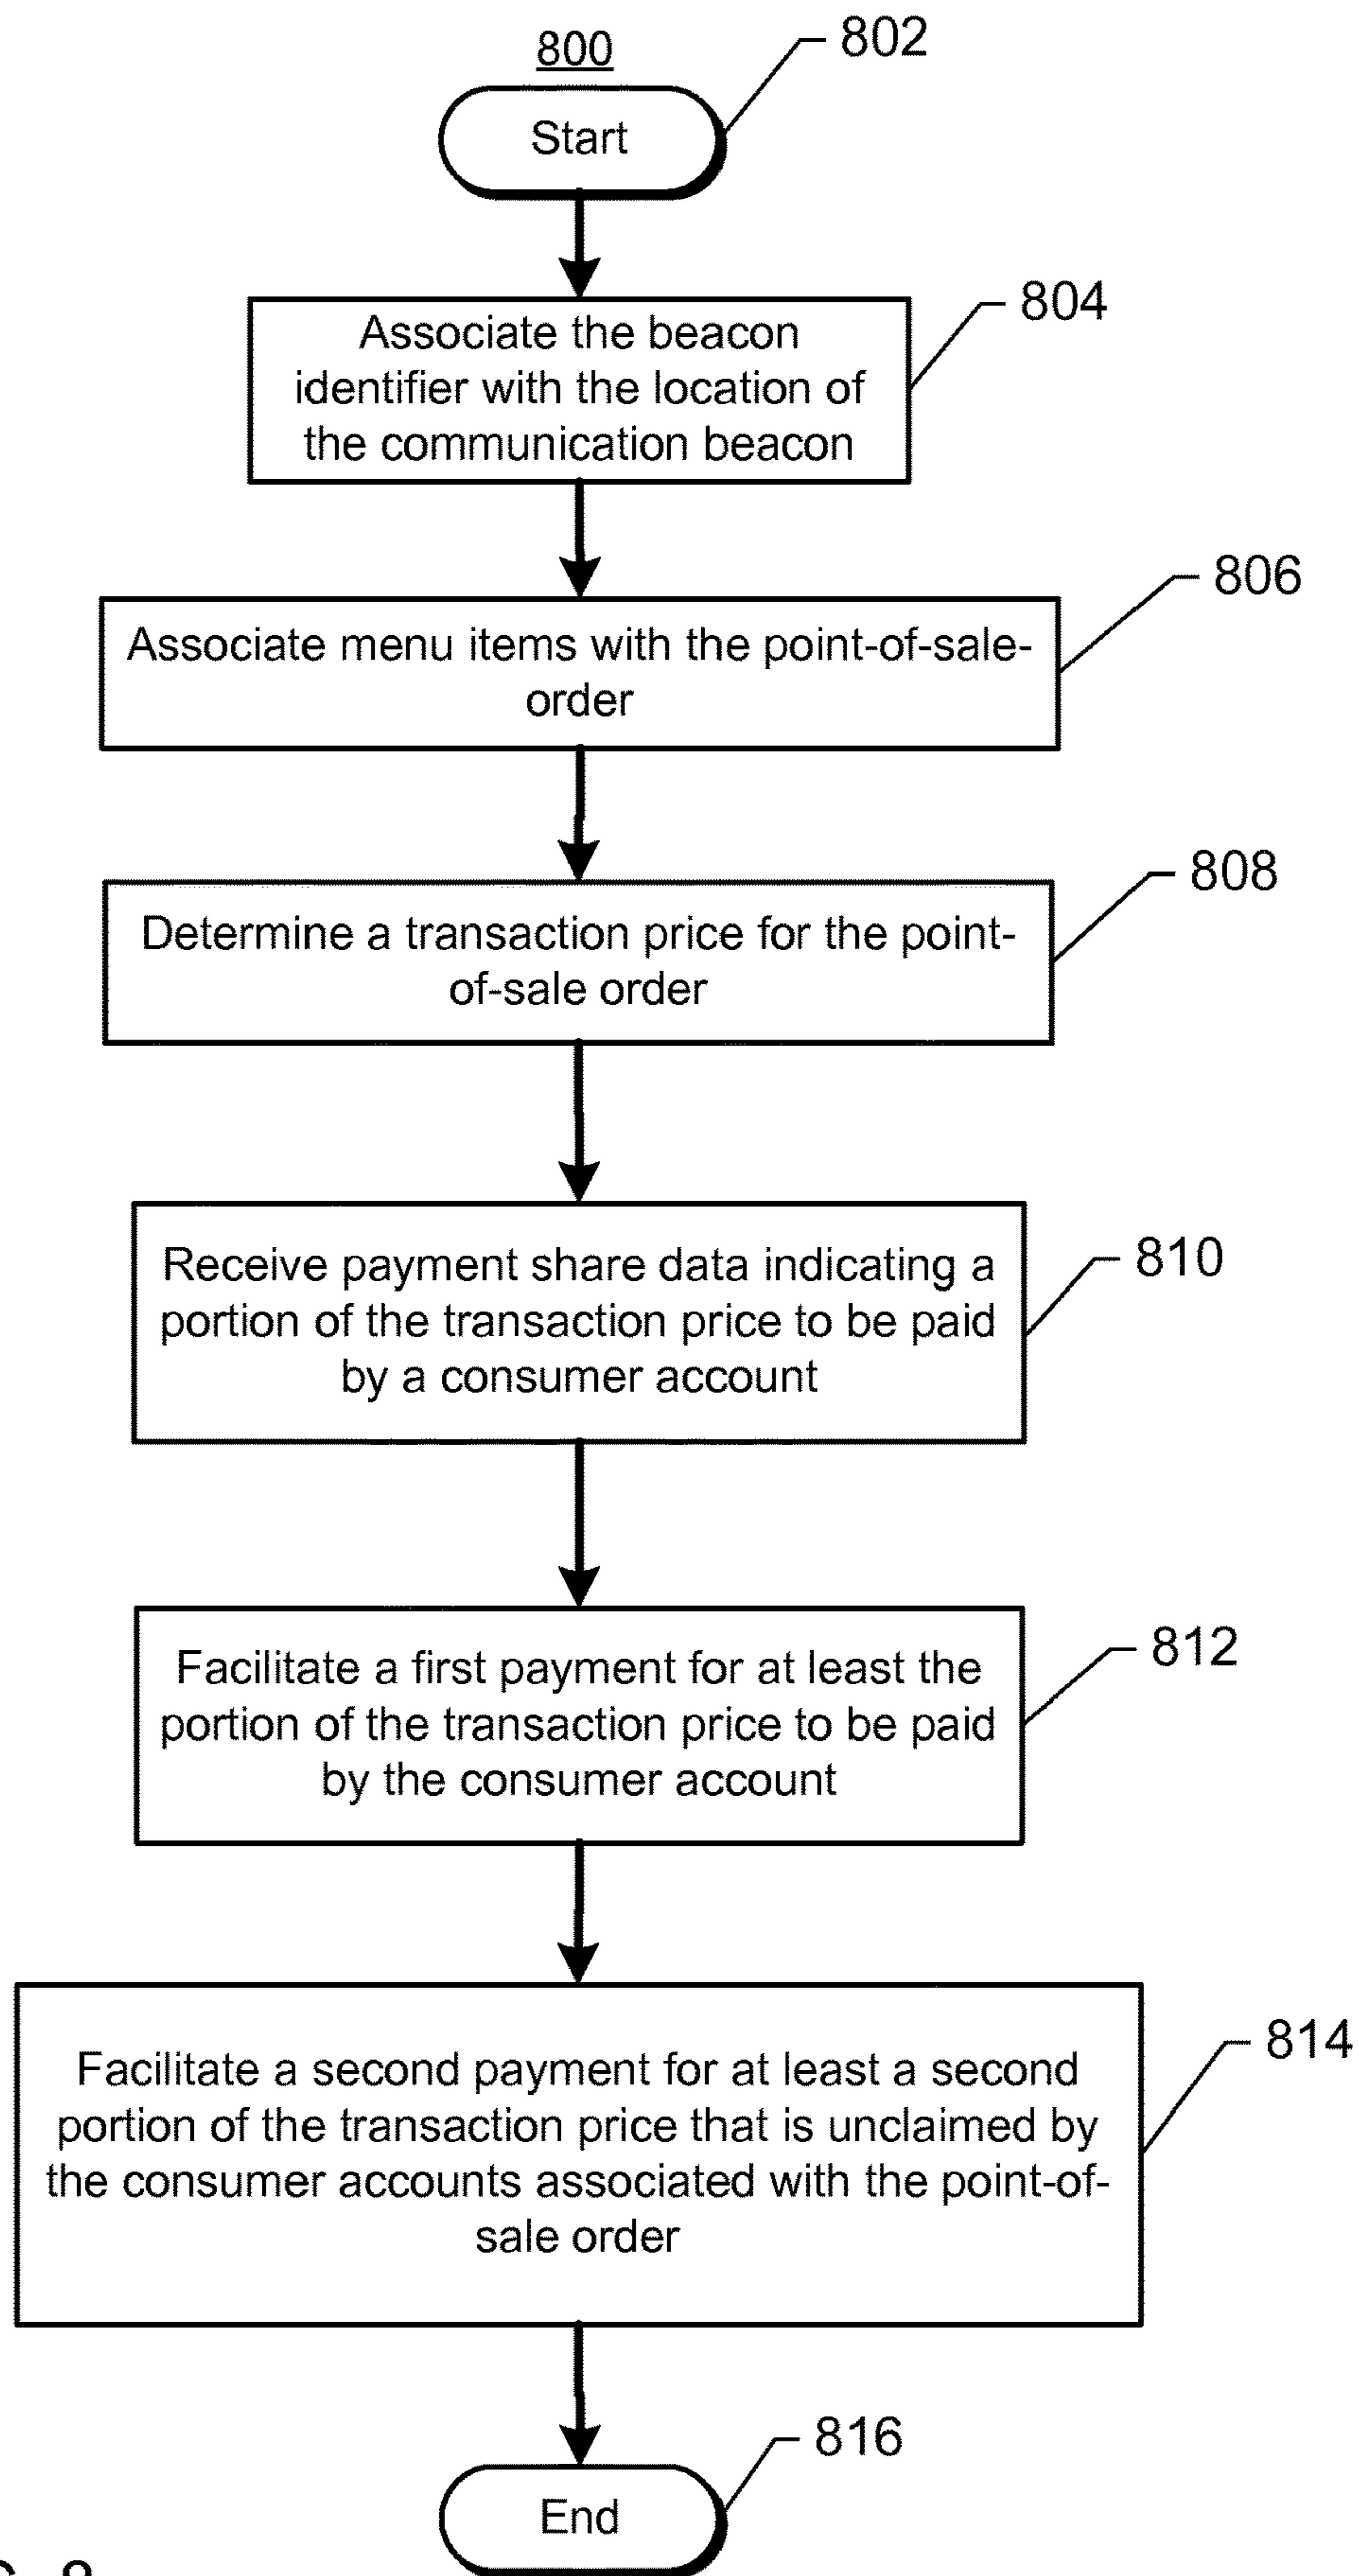 800
802
Start
804
Associate the beacon
identifier with the location of
the communication beacon
806
Associate menu items with the point-of-sale-
order
808
Determine a transaction price for the point-
of-sale order
810
Receive payment share data indicating a
portion of the transaction price to be paid
by a consumer account
812
Facilitate a first payment for at least the
portion of the transaction price to be paid
by the consumer account
814
Facilitate a second payment for at least a second
portion of the transaction price that is unclaimed by
the consumer accounts associated with the point-of-
sale order
816
End